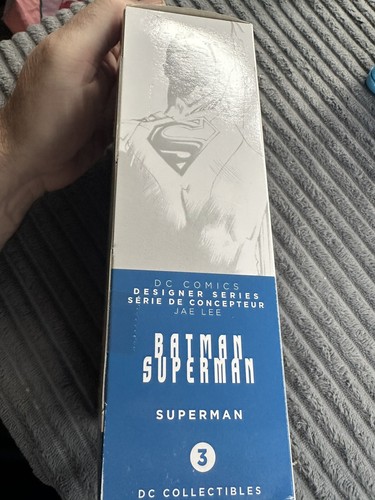 DC COMICS
DESIGNER SERIES
SÉRIE DE CONCEPTEUR
JAE LEE
BATMAN
SUPERMAN
SUPERMAN
3
DC COLLECTIBLES